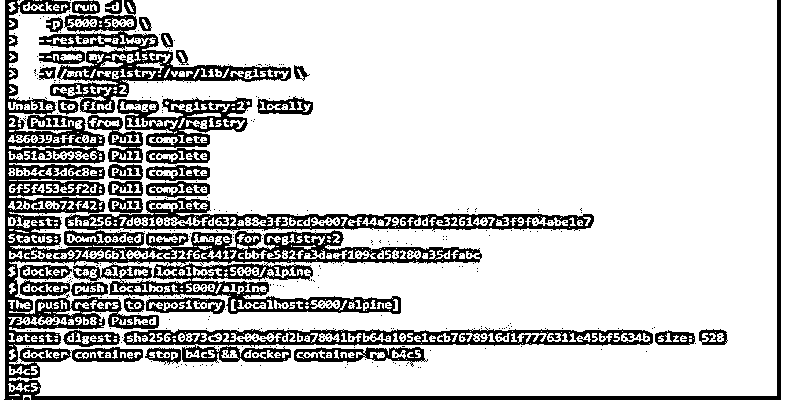 $ docker run -d \
> -p 5000:5000 \
> --restart=always \
> --name my-registry \
> -v /mnt/registry:/var/lib/registry \
> registry:2
Unable to find image 'registry:2' locally
2: Pulling from library/registry
486039affc0a: Pull complete
ba51a3b098e6: Pull complete
8bb4c43d6c8e: Pull complete
6f5f453e5f2d: Pull complete
42bc10b72f42: Pull complete
Digest: sha256:7d081088e4bfd632a88e3f3bcd9e007ef44a796fddfe3261407a3f9f04abe1e7
Status: Downloaded newer image for registry:2
b4c5beca974096b100d4cc32f6c4417cbbfe582fa3daef109cd58280a35dfabc
$ docker tag alpine localhost:5000/alpine
$ docker push localhost:5000/alpine
The push refers to repository [localhost:5000/alpine]
73046094a9b8: Pushed
latest: digest: sha256:0873c923e00e0fd2ba78041bfb64a105e1ecb7678916d1f7776311e45bf5634b size: 528
$ docker container stop b4c5 && docker container rm b4c5
b4c5
b4c5